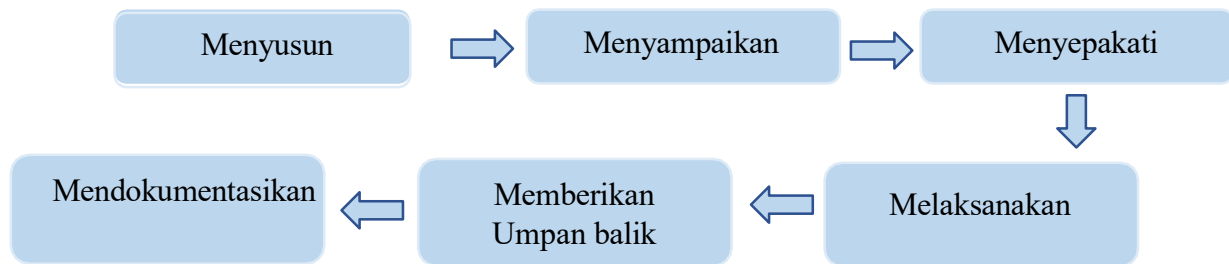 Menyusun
Menyampaikan
Menyepakati
Melaksanakan
Memberikan
Umpan balik
Mendokumentasikan